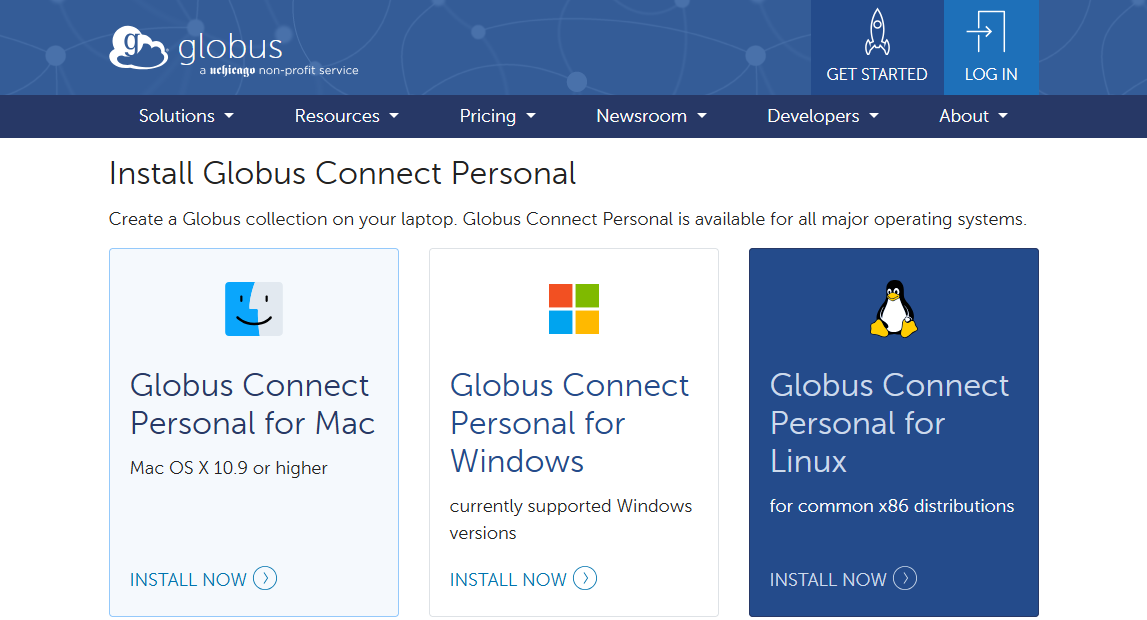 g globus
a uchicago non-profit service
GET STARTED
LOG IN
Solutions Resources Pricing Newsroom Developers About
Install Globus Connect Personal
Create a Globus collection on your laptop. Globus Connect Personal is available for all major operating systems.
Globus Connect
Personal for Mac
Mac OS X 10.9 or higher
INSTALL NOW
Globus Connect
Personal for
Windows
currently supported Windows
versions
INSTALL NOW
Globus Connect
Personal for
Linux
for common x86 distributions
INSTALL NOW